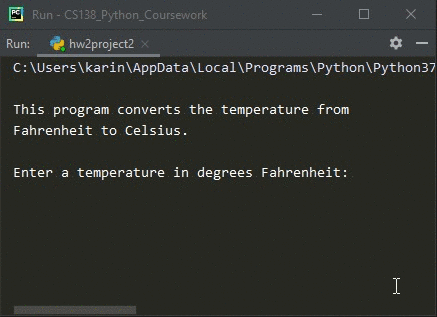 PC
Run - CS138_Python_Coursework
Run: hw2project2
C:\Users\karin\AppData\Local\Programs\Python\Python37
This program converts the temperature from
Fahrenheit to Celsius.
Enter a temperature in degrees Fahrenheit: